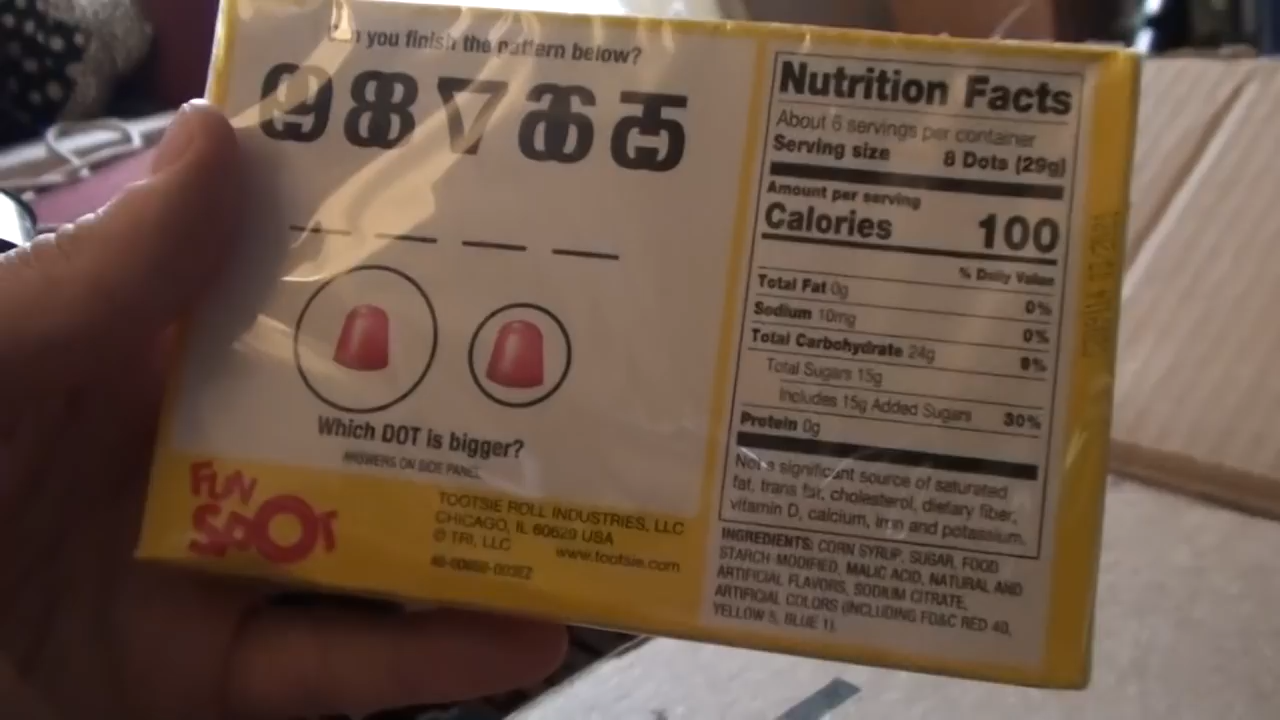 you finish the pattern below?
98765
Which DOT is bigger?
ANSWERS ON SIDE PANEL
FUN
SPOT
TOOTSIE ROLL INDUSTRIES, LLC
CHICAGO, IL 60629 USA
© TRI, LLC www.tootsie.com
Nutrition Facts
About 6 servings per container
Serving size 8 Dots (29g)
Amount per serving
Calories 100
% Daily Value
Total Fat 0g 0%
Sodium 10mg 0%
Total Carbohydrate 24g 9%
Total Sugars 15g
Includes 15g Added Sugars 30%
Protein 0g
Not a significant source of saturated
fat, trans fat, cholesterol, dietary fiber,
vitamin D, calcium, iron and potassium.
INGREDIENTS: CORN SYRUP, SUGAR, FOOD
STARCH-MODIFIED, MALIC ACID, NATURAL AND
ARTIFICIAL FLAVORS, SODIUM CITRATE,
ARTIFICIAL COLORS (INCLUDING FD&C RED 40,
YELLOW 5, BLUE 1).